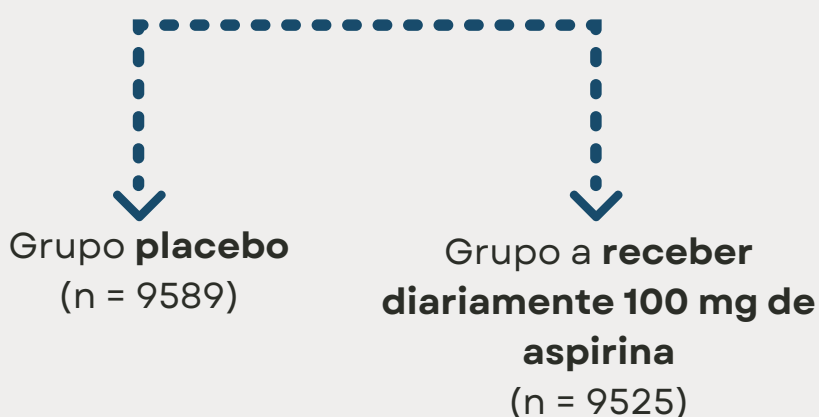 Grupo placebo
(n = 9589)
Grupo a receber
diariamente 100 mg de
aspirina
(n = 9525)